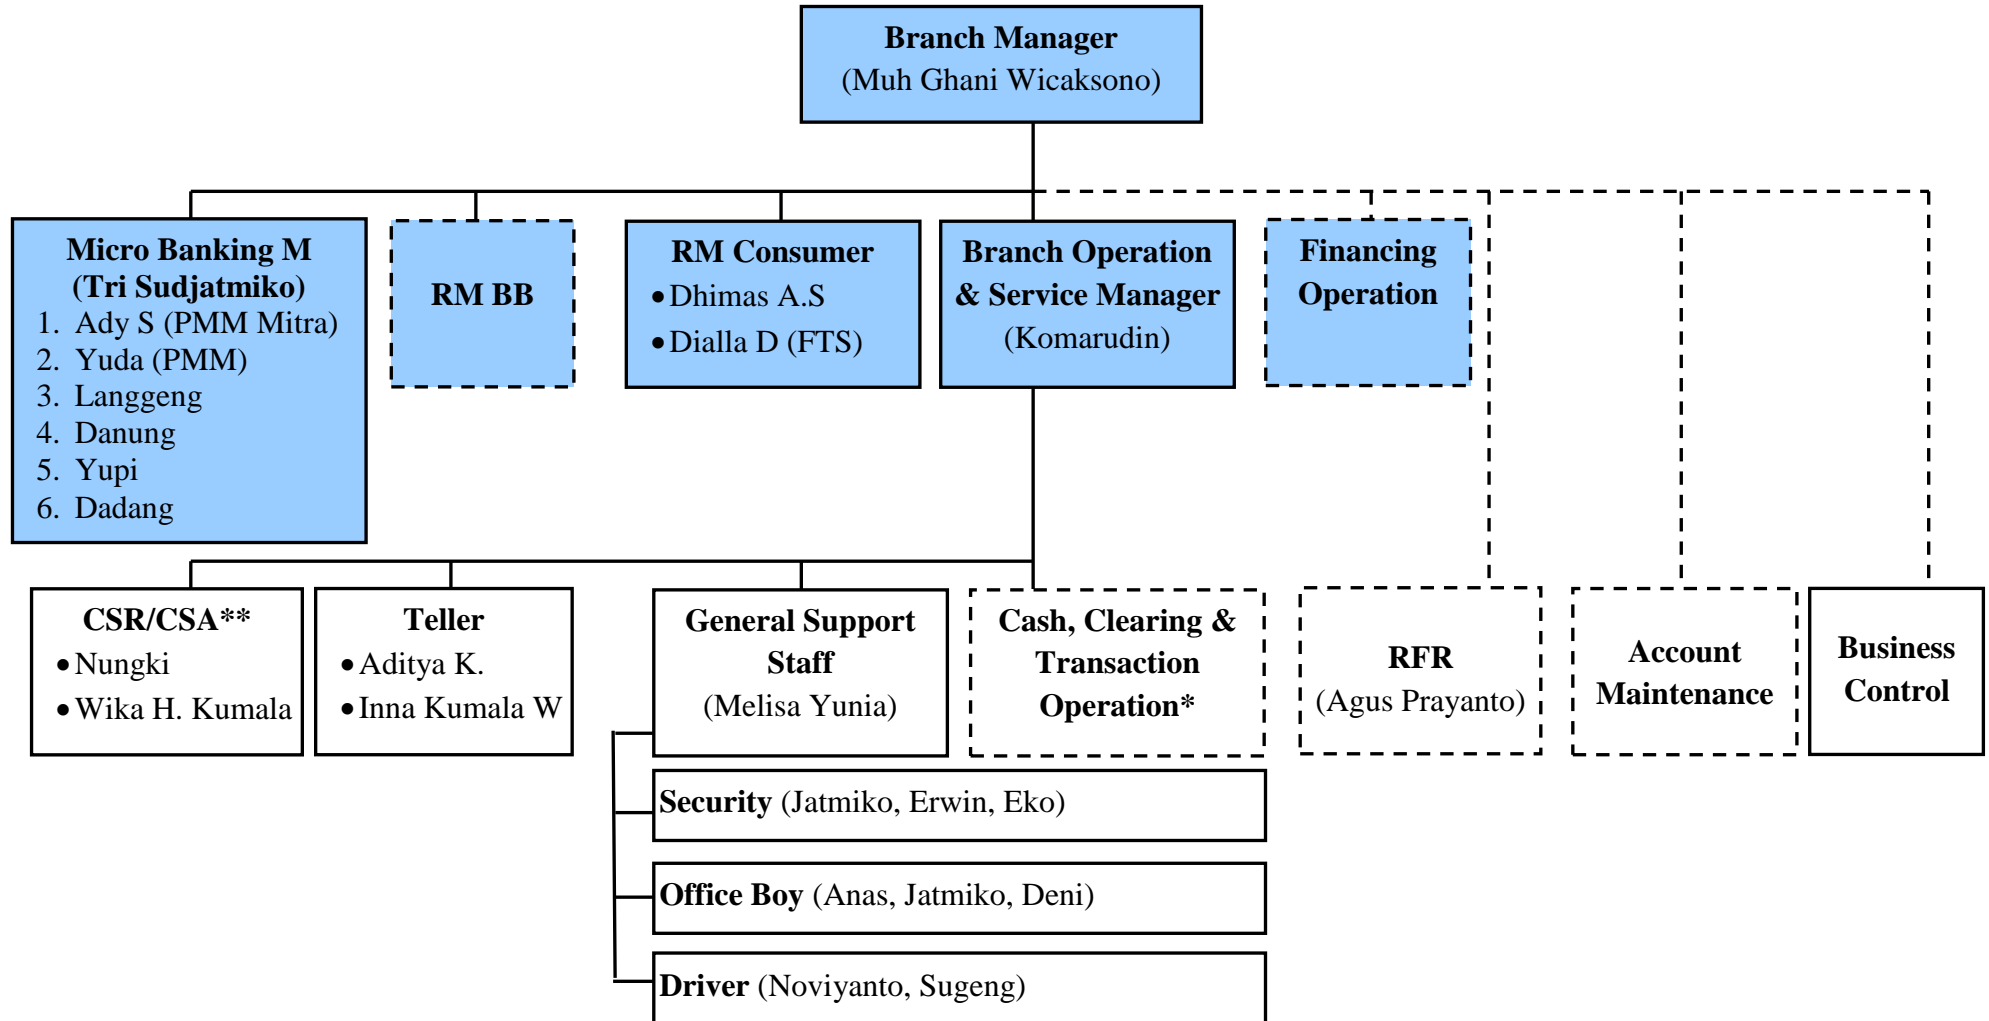 Branch Manager
(Muh Ghani Wicaksono)
Micro Banking M
(Tri Sudjatmiko)
1. Ady S (PMM Mitra)
2. Yuda (PMM)
3. Langgeng
4. Danung
5. Yupi
6. Dadang
RM BB
RM Consumer
• Dhimas A.S
• Dialla D (FTS)
Branch Operation
& Service Manager
(Komarudin)
Financing
Operation
CSR/CSA**
• Nungki
• Wika H. Kumala
Teller
• Aditya K.
• Inna Kumala W
General Support
Staff
(Melisa Yunia)
Cash, Clearing &
Transaction
Operation*
RFR
(Agus Prayanto)
Account
Maintenance
Business
Control
Security (Jatmiko, Erwin, Eko)
Office Boy (Anas, Jatmiko, Deni)
Driver (Noviyanto, Sugeng)